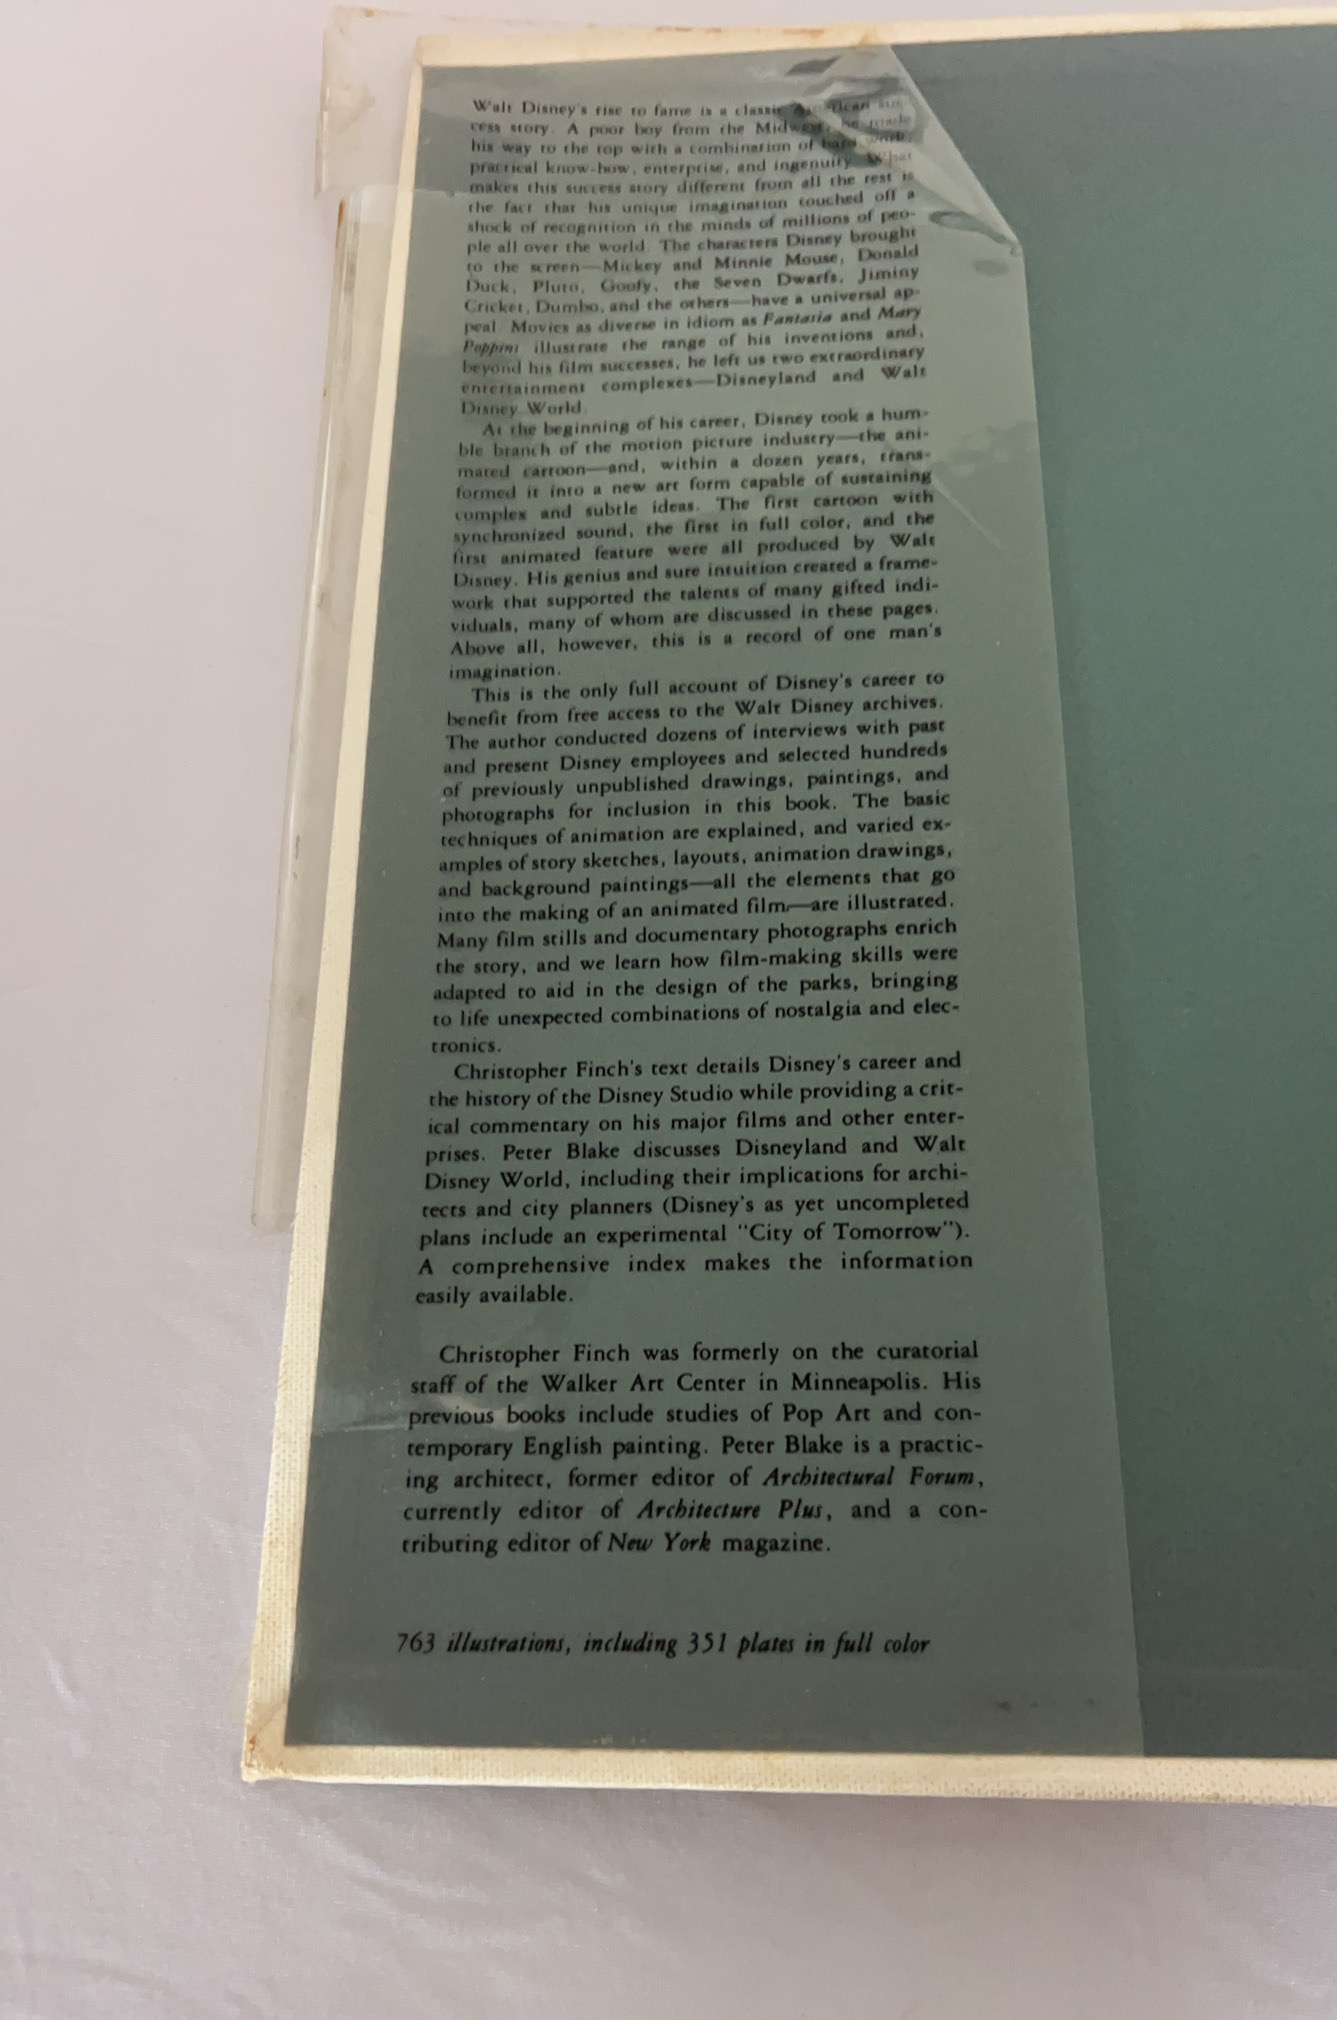 Walt Disney's rise to fame is a classic American suc-
cess story. A poor boy from the Midwest, he made
his way to the top with a combination of hard work,
practical know-how, enterprise, and ingenuity. What
makes this success story different from all the rest is
the fact that his unique imagination touched off a
shock of recognition in the minds of millions of peo-
ple all over the world. The characters Disney brought
to the screen—Mickey and Minnie Mouse, Donald
Duck, Pluto, Goofy, the Seven Dwarfs, Jiminy
Cricket, Dumbo, and the others—have a universal ap-
peal. Movies as diverse in idiom as Fantasia and Mary
Poppins illustrate the range of his inventions and,
beyond his film successes, he left us two extraordinary
entertainment complexes—Disneyland and Walt
Disney World.
At the beginning of his career, Disney took a hum-
ble branch of the motion picture industry—the ani-
mated cartoon—and, within a dozen years, trans-
formed it into a new art form capable of sustaining
complex and subtle ideas. The first cartoon with
synchronized sound, the first in full color, and the
first animated feature were all produced by Walt
Disney. His genius and sure intuition created a frame-
work that supported the talents of many gifted indi-
viduals, many of whom are discussed in these pages.
Above all, however, this is a record of one man's
imagination.
This is the only full account of Disney's career to
benefit from free access to the Walt Disney archives.
The author conducted dozens of interviews with past
and present Disney employees and selected hundreds
of previously unpublished drawings, paintings, and
photographs for inclusion in this book. The basic
techniques of animation are explained, and varied ex-
amples of story sketches, layouts, animation drawings,
and background paintings—all the elements that go
into the making of an animated film—are illustrated.
Many film stills and documentary photographs enrich
the story, and we learn how film-making skills were
adapted to aid in the design of the parks, bringing
to life unexpected combinations of nostalgia and elec-
tronics.
Christopher Finch's text details Disney's career and
the history of the Disney Studio while providing a crit-
ical commentary on his major films and other enter-
prises. Peter Blake discusses Disneyland and Walt
Disney World, including their implications for archi-
tects and city planners (Disney's as yet uncompleted
plans include an experimental "City of Tomorrow").
A comprehensive index makes the information
easily available.
Christopher Finch was formerly on the curatorial
staff of the Walker Art Center in Minneapolis. His
previous books include studies of Pop Art and con-
temporary English painting. Peter Blake is a practic-
ing architect, former editor of Architectural Forum,
currently editor of Architecture Plus, and a con-
tributing editor of New York magazine.
763 illustrations, including 351 plates in full color